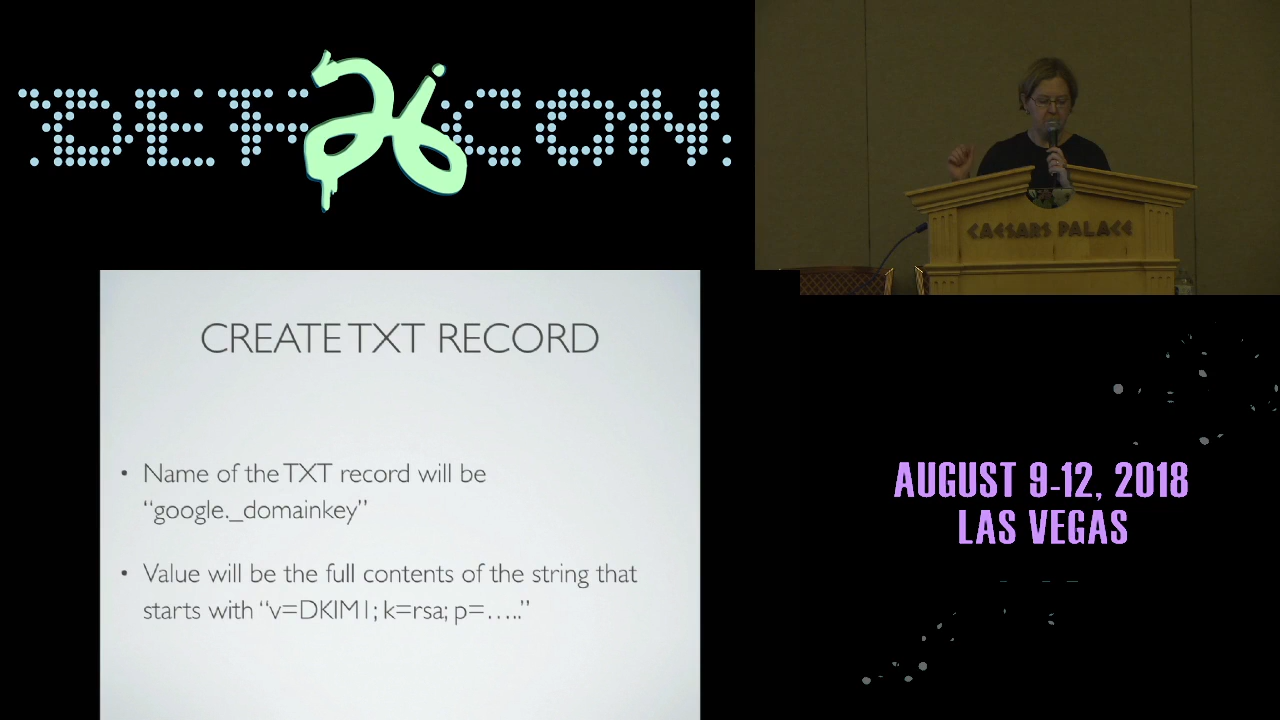 DEF 26 CON
CAESARS PALACE
CREATE TXT RECORD
• Name of the TXT record will be
“google._domainkey”
• Value will be the full contents of the string that
starts with “v=DKIM1; k=rsa; p=…..”
AUGUST 9-12, 2018
LAS VEGAS